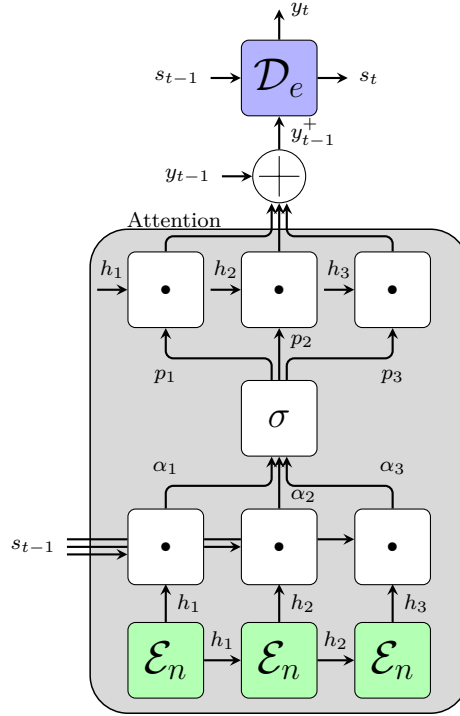 y_t
s_{t-1} 𝒟_e s_t
y_{t-1}^+
y_{t-1} +
Attention
h_1 h_2 h_3
• • •
p_2
p_1 p_3
σ
α_1 α_3
α_2
s_{t-1} • • •
h_1 h_2 h_3
ℰ_n h_1 ℰ_n h_2 ℰ_n